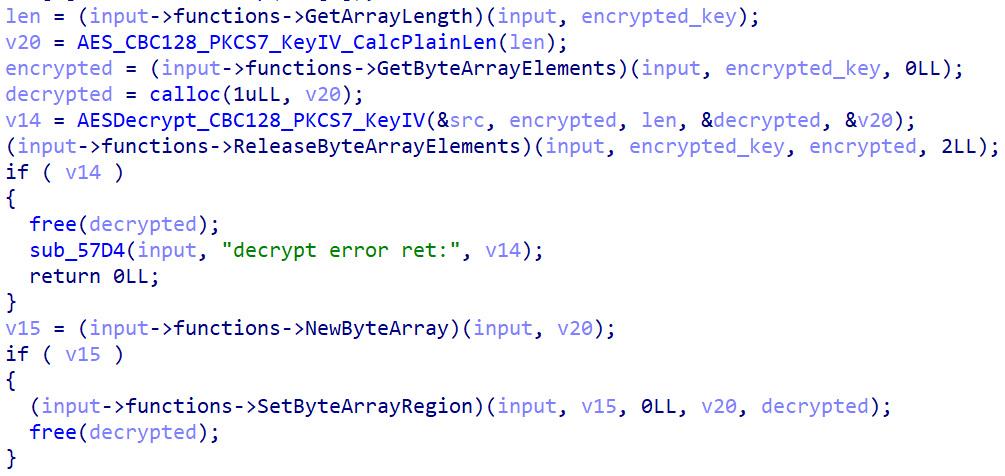 len = (input->functions->GetArrayLength)(input, encrypted_key);
v20 = AES_CBC128_PKCS7_KeyIV_CalcPlainLen(len);
encrypted = (input->functions->GetByteArrayElements)(input, encrypted_key, 0LL);
decrypted = calloc(1uLL, v20);
v14 = AESDecrypt_CBC128_PKCS7_KeyIV(&src, encrypted, len, &decrypted, &v20);
(input->functions->ReleaseByteArrayElements)(input, encrypted_key, encrypted, 2LL);
if ( v14 )
{
  free(decrypted);
  sub_57D4(input, "decrypt error ret:", v14);
  return 0LL;
}
v15 = (input->functions->NewByteArray)(input, v20);
if ( v15 )
{
  (input->functions->SetByteArrayRegion)(input, v15, 0LL, v20, decrypted);
  free(decrypted);
}